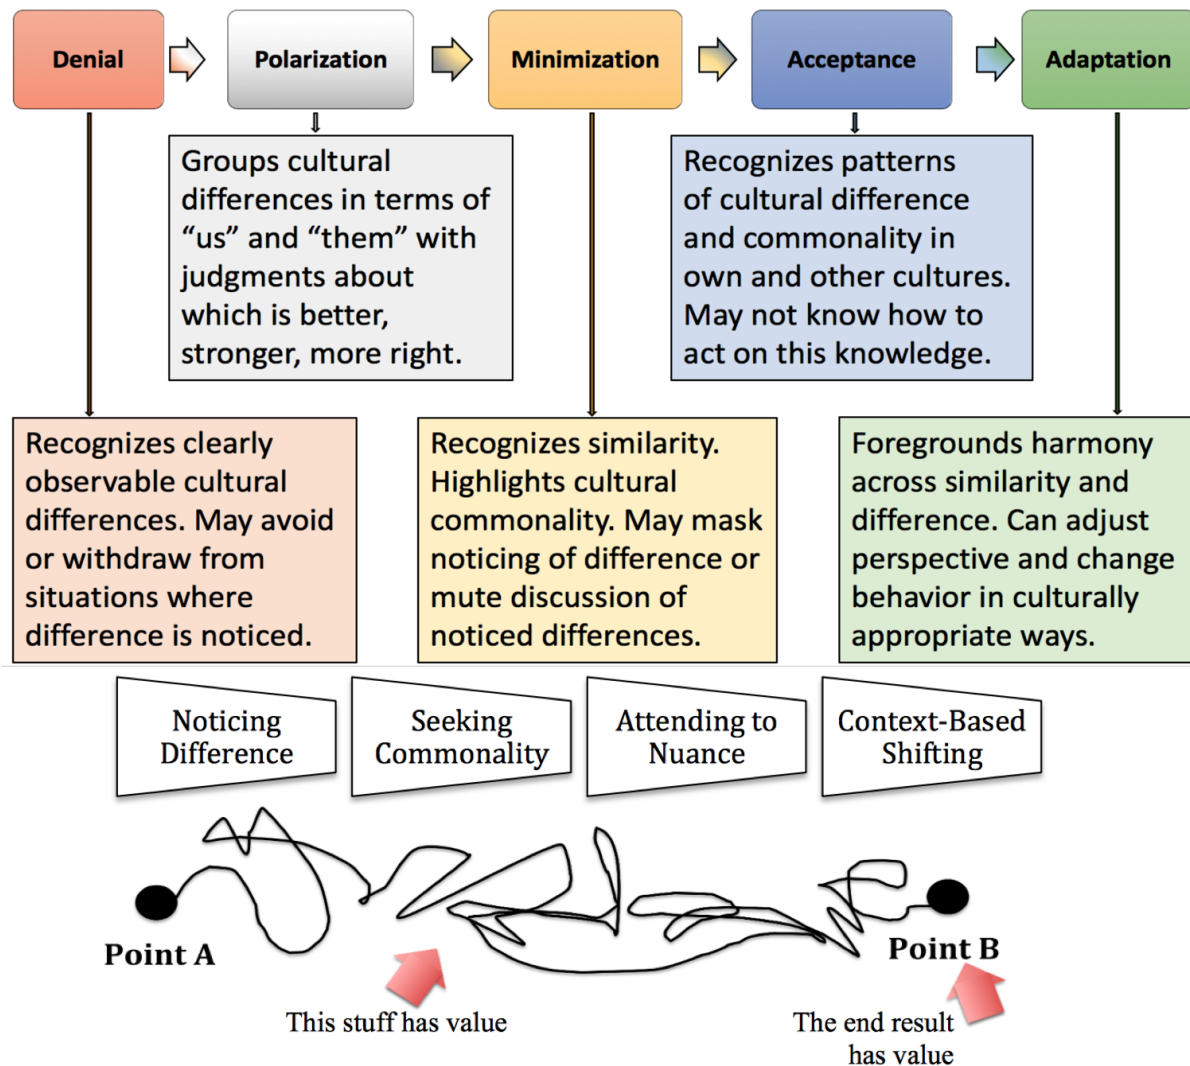 Denial
Polarization
Minimization
Acceptance
Adaptation
Groups cultural
differences in terms of
“us” and “them” with
judgments about
which is better,
stronger, more right.
Recognizes patterns
of cultural difference
and commonality in
own and other cultures.
May not know how to
act on this knowledge.
Recognizes clearly
observable cultural
differences. May avoid
or withdraw from
situations where
difference is noticed.
Recognizes similarity.
Highlights cultural
commonality. May mask
noticing of difference or
mute discussion of
noticed differences.
Foregrounds harmony
across similarity and
difference. Can adjust
perspective and change
behavior in culturally
appropriate ways.
Noticing
Difference
Seeking
Commonality
Attending to
Nuance
Context-Based
Shifting
Point A
Point B
This stuff has value
The end result
has value